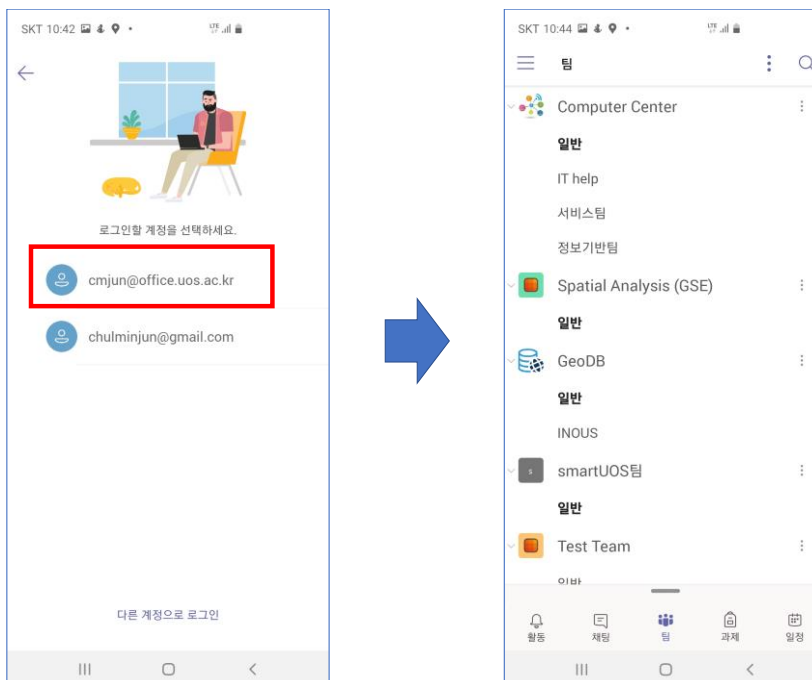 SKT 10:42
LTE
로그인할 계정을 선택하세요.
cmjun@office.uos.ac.kr
chulminjun@gmail.com
다른 계정으로 로그인
SKT 10:44
LTE
팀
Computer Center
일반
IT help
서비스팀
정보기반팀
Spatial Analysis (GSE)
일반
GeoDB
일반
INOUS
s smartUOS팀
일반
Test Team
일반
활동 채팅 팀 과제 일정